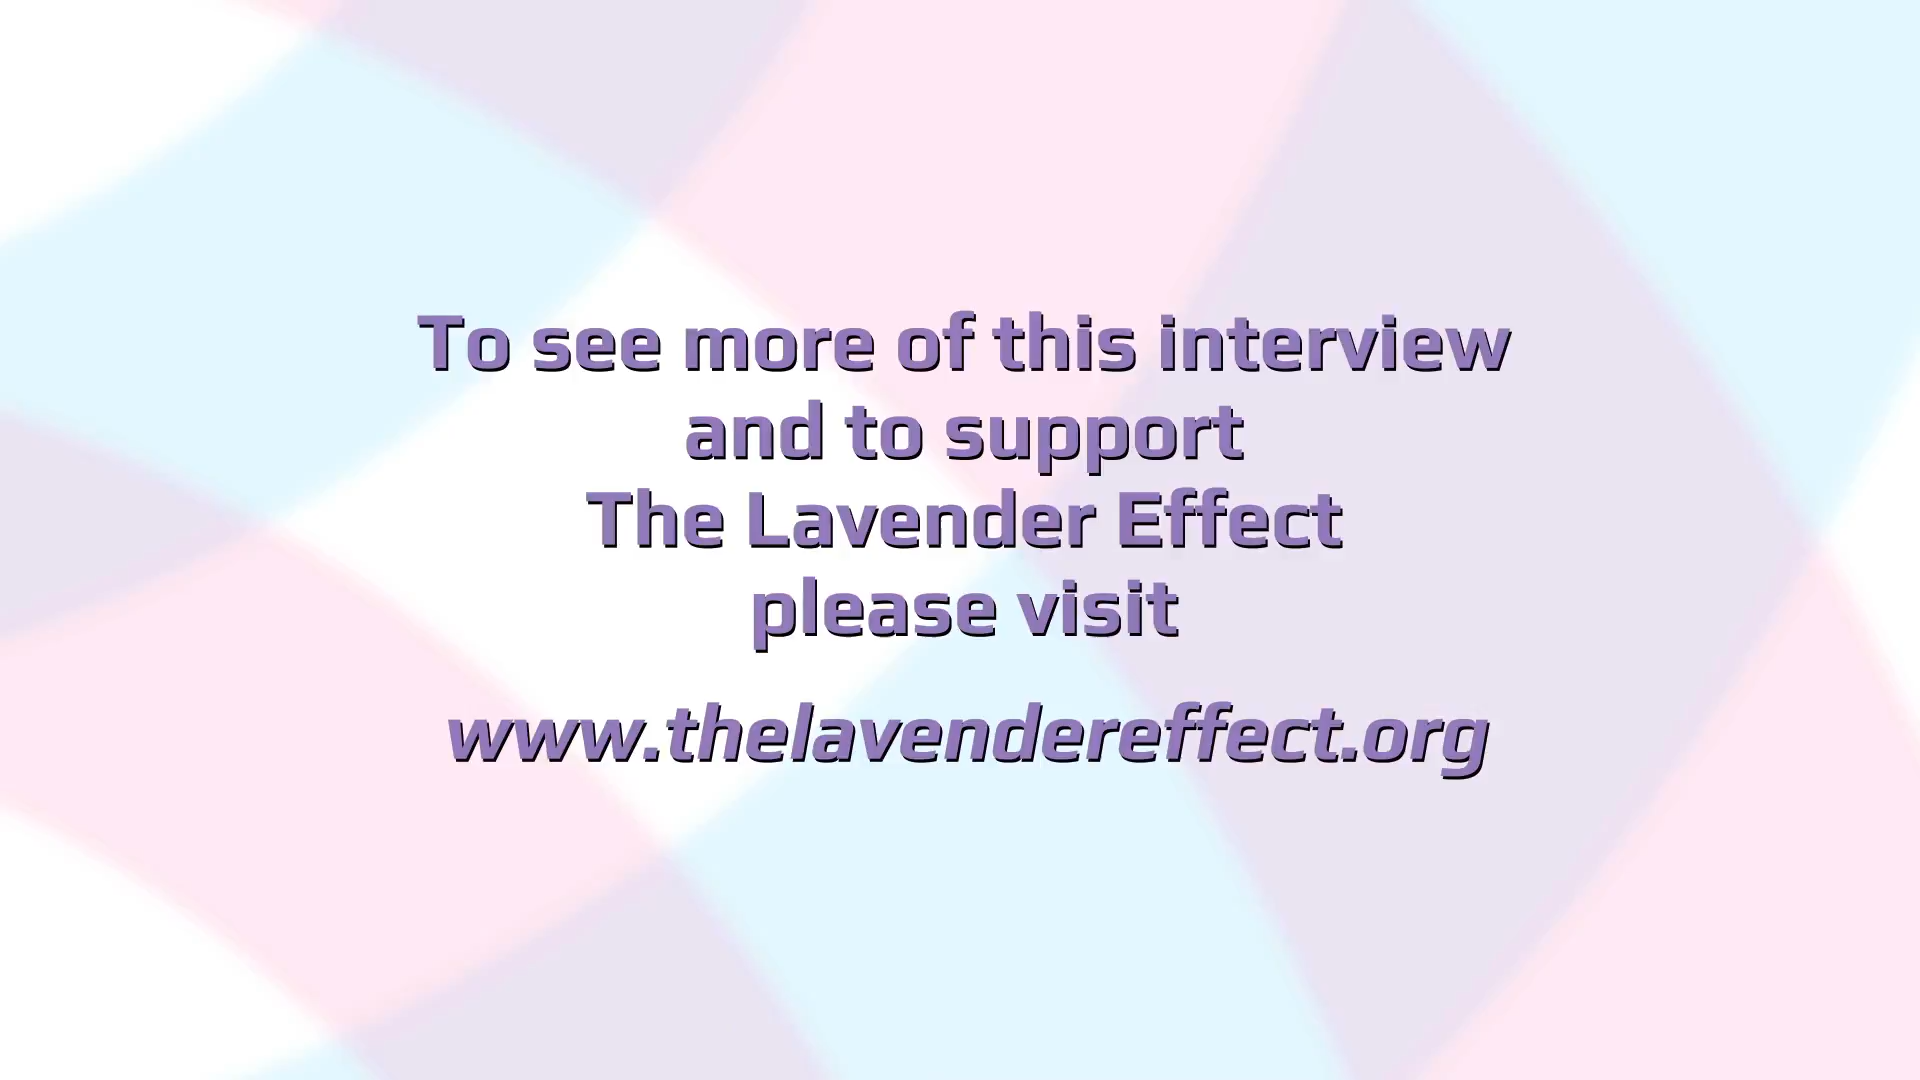 To see more of this interview
and to support
The Lavender Effect
please visit
www.thelavendereffect.org